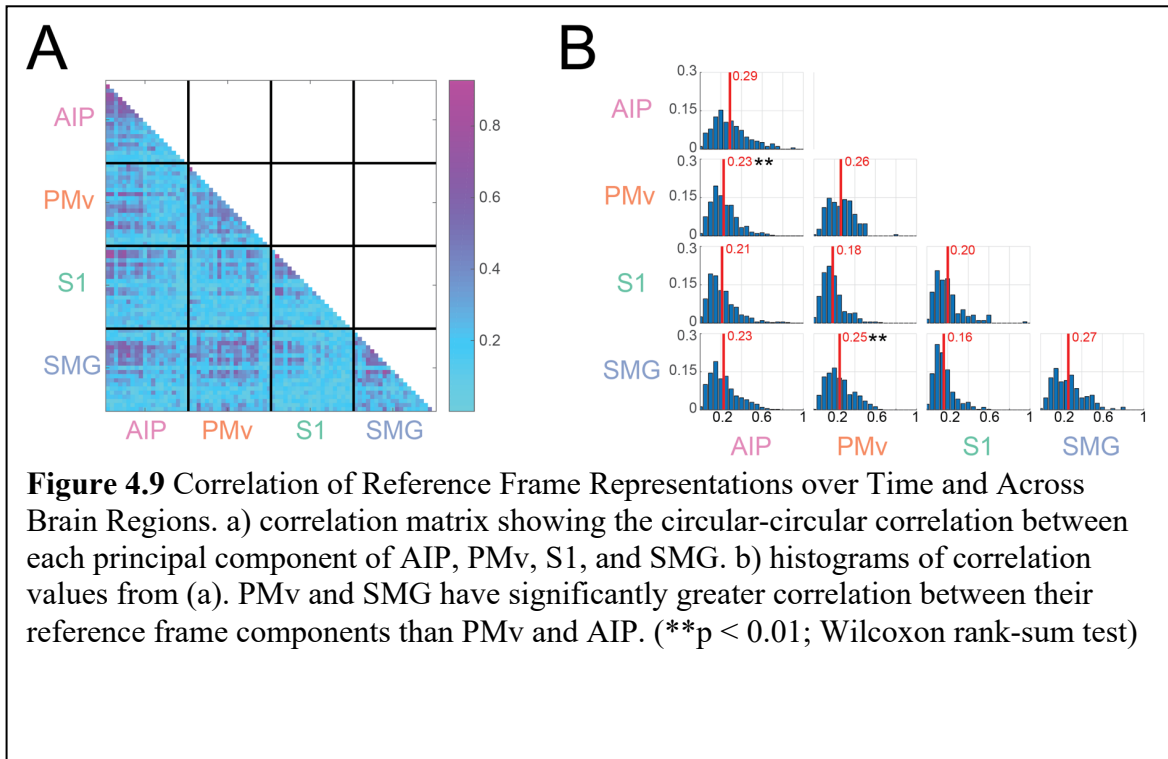 A
B
AIP
PMv
S1
SMG
AIP
PMv
S1
SMG
0.8
0.6
0.4
0.2
AIP
0.3
0.15
0
0.29
PMv
0.3
0.15
0
0.23**
0.26
S1
0.3
0.15
0
0.21
0.18
0.20
SMG
0.3
0.15
0
0.23
0.25**
0.16
0.27
0.2 0.6 1
0.2 0.6 1
0.2 0.6 1
0.2 0.6 1
AIP
PMv
S1
SMG
Figure 4.9 Correlation of Reference Frame Representations over Time and Across
Brain Regions. a) correlation matrix showing the circular-circular correlation between
each principal component of AIP, PMv, S1, and SMG. b) histograms of correlation
values from (a). PMv and SMG have significantly greater correlation between their
reference frame components than PMv and AIP. (**p < 0.01; Wilcoxon rank-sum test)